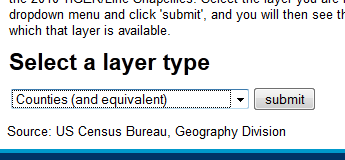 the 2010 TIGER/Line Shapefiles. Select the layer you are
dropdown menu and click 'submit', and you will then see th
which that layer is available.
Select a layer type
Counties (and equivalent)
submit
Source: US Census Bureau, Geography Division